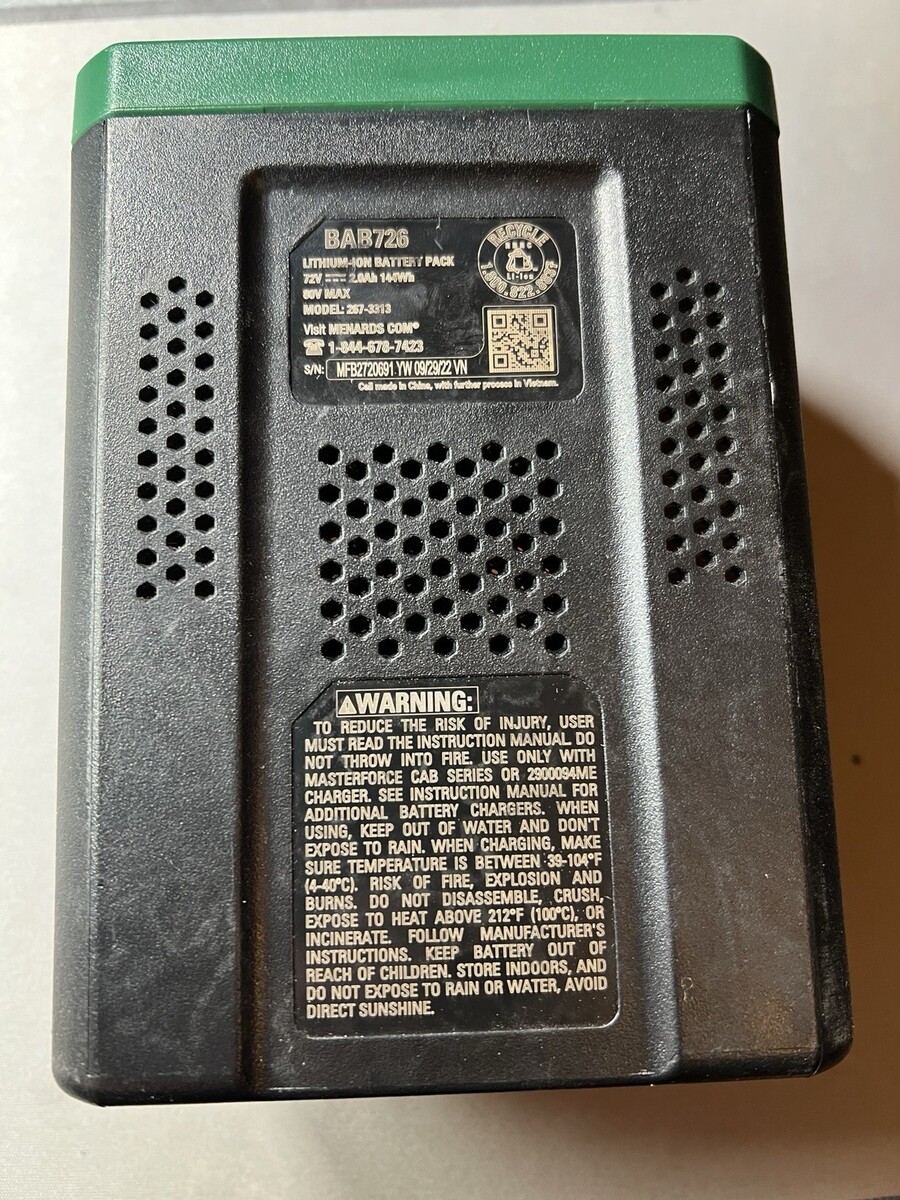 BAB726
LITHIUM-ION BATTERY PACK
72V 2.0Ah 144Wh
80V MAX
MODEL: 267-3313
Visit MENARDS COM®
☎ 1-844-678-7423
S/N: MFB2720691 YW 09/29/22 VN
Cell made in China, with further process in Vietnam.
RECYCLE
RBRC
Li-ion
1.800.822.8837
⚠WARNING:
TO REDUCE THE RISK OF INJURY, USER
MUST READ THE INSTRUCTION MANUAL. DO
NOT THROW INTO FIRE. USE ONLY WITH
MASTERFORCE CAB SERIES OR 2900094ME
CHARGER. SEE INSTRUCTION MANUAL FOR
ADDITIONAL BATTERY CHARGERS. WHEN
USING, KEEP OUT OF WATER AND DON'T
EXPOSE TO RAIN. WHEN CHARGING, MAKE
SURE TEMPERATURE IS BETWEEN 39-104°F
(4-40°C). RISK OF FIRE, EXPLOSION AND
BURNS. DO NOT DISASSEMBLE, CRUSH,
EXPOSE TO HEAT ABOVE 212°F (100°C), OR
INCINERATE. FOLLOW MANUFACTURER'S
INSTRUCTIONS. KEEP BATTERY OUT OF
REACH OF CHILDREN. STORE INDOORS, AND
DO NOT EXPOSE TO RAIN OR WATER, AVOID
DIRECT SUNSHINE.